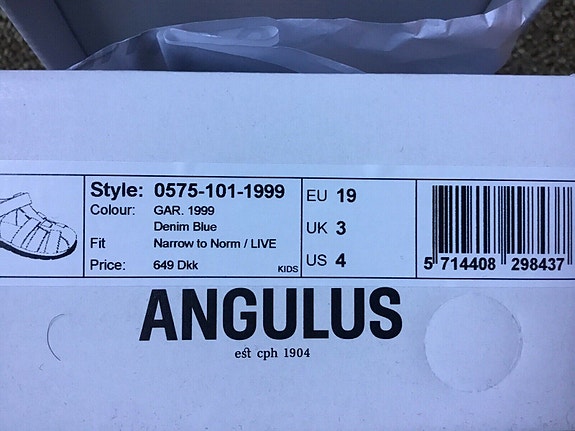 Style: 0575-101-1999
Colour: GAR. 1999
Denim Blue
Fit Narrow to Norm / LIVE
Price: 649 Dkk KIDS
EU 19
UK 3
US 4
5 714408 298437
ANGULUS
est cph 1904